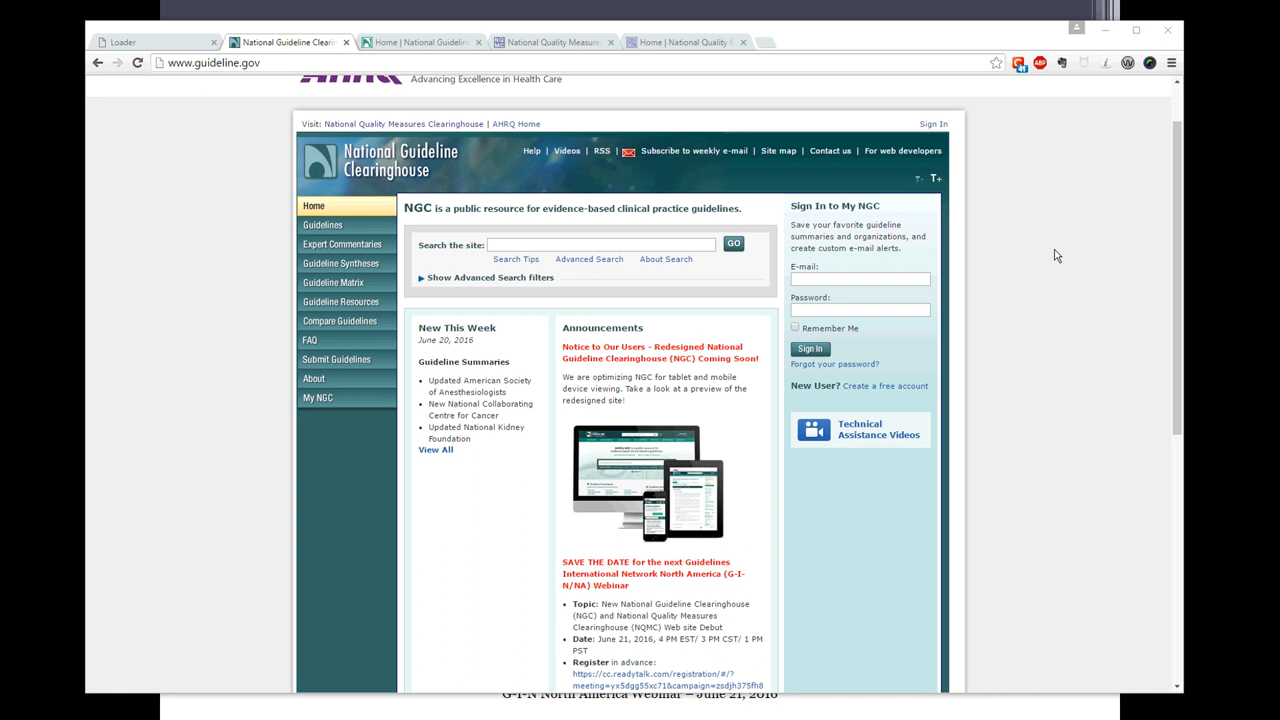 Loader
National Guideline Cleari
Home | National Guideline
National Quality Measure
Home | National Quality M
www.guideline.gov
Advancing Excellence in Health Care
Visit: National Quality Measures Clearinghouse | AHRQ Home
Sign In
National Guideline
Clearinghouse
Help | Videos | RSS | Subscribe to weekly e-mail | Site map | Contact us | For web developers
T- T+
Home
Guidelines
Expert Commentaries
Guideline Syntheses
Guideline Matrix
Guideline Resources
Compare Guidelines
FAQ
Submit Guidelines
About
My NGC
NGC is a public resource for evidence-based clinical practice guidelines.
Search the site:
GO
Search Tips Advanced Search About Search
Show Advanced Search filters
New This Week
June 20, 2016
Guideline Summaries
• Updated American Society
of Anesthesiologists
• New National Collaborating
Centre for Cancer
• Updated National Kidney
Foundation
View All
Announcements
Notice to Our Users - Redesigned National
Guideline Clearinghouse (NGC) Coming Soon!
We are optimizing NGC for tablet and mobile
device viewing. Take a look at a preview of the
redesigned site!
SAVE THE DATE for the next Guidelines
International Network North America (G-I-
N/NA) Webinar
• Topic: New National Guideline Clearinghouse
(NGC) and National Quality Measures
Clearinghouse (NQMC) Web site Debut
• Date: June 21, 2016, 4 PM EST/ 3 PM CST/ 1 PM
PST
• Register in advance:
https://cc.readytalk.com/registration/#/?
meeting=yx5dgg55xc71&campaign=zsdjh375fh8
Sign In to My NGC
Save your favorite guideline
summaries and organizations, and
create custom e-mail alerts.
E-mail:
Password:
Remember Me
Sign In
Forgot your password?
New User? Create a free account
Technical
Assistance Videos
G-I-N North America Webinar – June 21, 2016